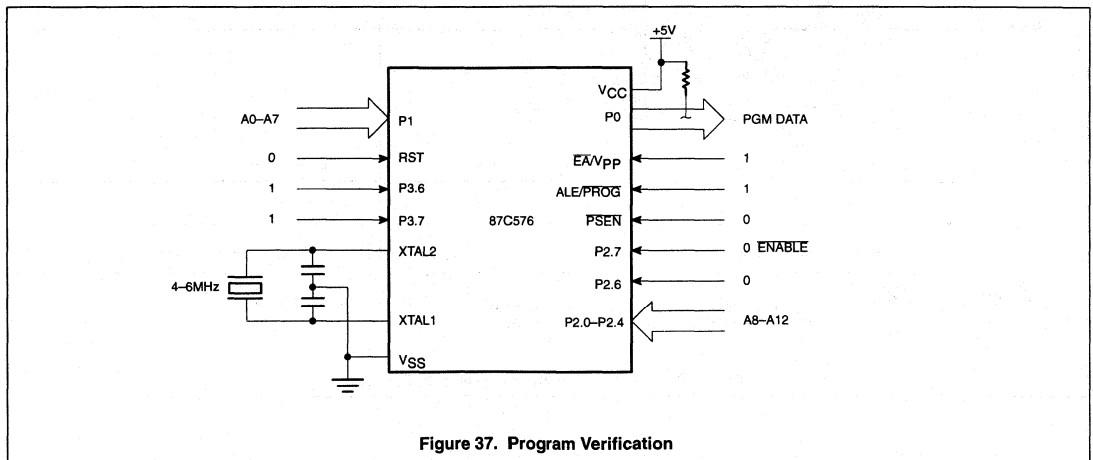 +5V
VCC
P0
PGM DATA
A0–A7
P1
0
RST
EA/VPP
1
1
P3.6
ALE/PROG
1
1
P3.7
87C576
PSEN
0
XTAL2
P2.7
0 ENABLE
4–6MHz
P2.6
0
XTAL1
P2.0–P2.4
A8–A12
VSS
Figure 37. Program Verification